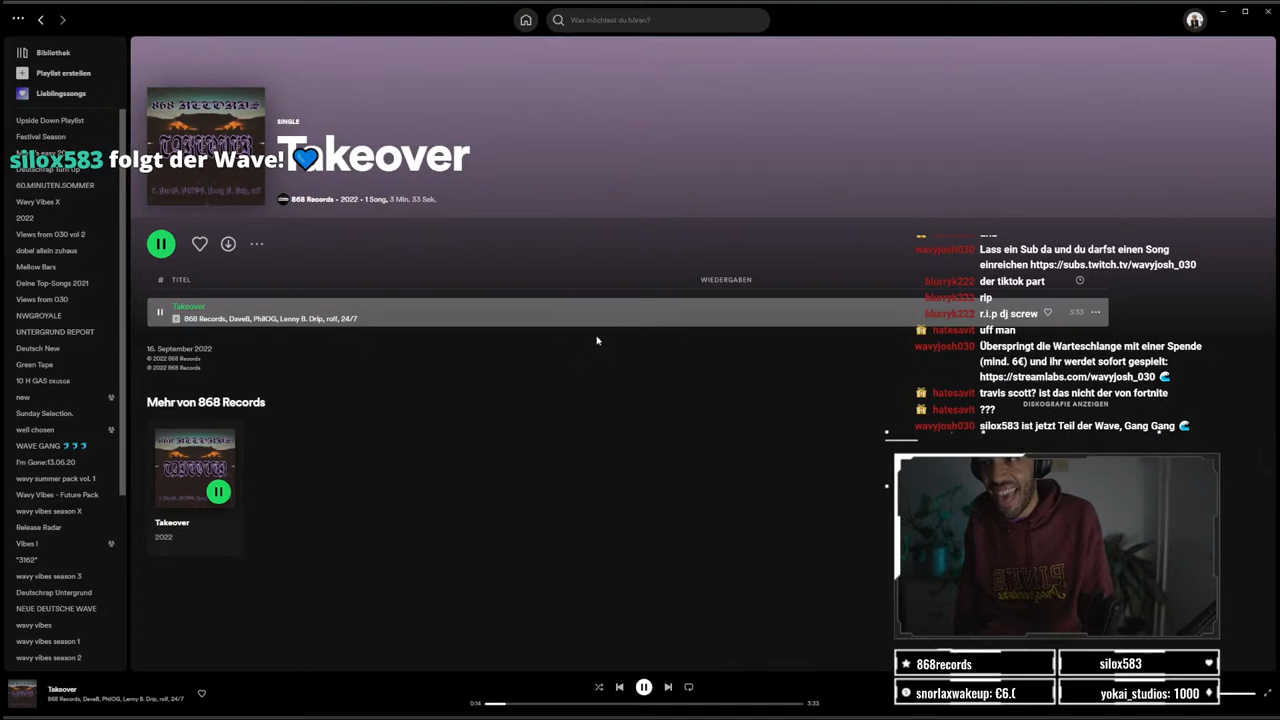 Was möchtest du hören?
Bibliothek
Playlist erstellen
Lieblingssongs
Upside Down Playlist
Festival Season
Deutschrap Turn Up
60.MINUTEN.SOMMER
Wavy Vibes X
2022
Views from 030 vol 2
dobel allein zuhaus
Mellow Bars
Deine Top-Songs 2021
Views from 030
NWGROYALE
UNTERGRUND REPORT
Deutsch New
Green Tape
10 H GAS
new
Sunday Selection.
well chosen
WAVE GANG
I'm Gone:13.06.20
wavy summer pack vol. 1
Wavy Vibes - Future Pack
wavy vibes season X
Release Radar
Vibes I
"3162"
wavy vibes season 3
Deutschrap Untergrund
NEUE DEUTSCHE WAVE
wavy vibes
wavy vibes season 1
wavy vibes season 2
silox583 folgt der Wave! 💙
868 RECORDS
TAKEOVER
SINGLE
Takeover
868 Records • 2022 • 1 Song, 3 Min. 33 Sek.
# TITEL WIEDERGABEN
Takeover
E 868 Records, DaveB, PhilOG, Lenny B. Drip, rolf, 24/7
3:33
16. September 2022
© 2022 868 Records
℗ 2022 868 Records
Mehr von 868 Records
DISKOGRAFIE ANZEIGEN
Takeover
2022
wavyjosh030 Lass ein Sub da und du darfst einen Song
einreichen https://subs.twitch.tv/wavyjosh_030
blurryk222 der tiktok part
blurryk222 rip
blurryk222 r.i.p dj screw
hatesavit uff man
wavyjosh030 Überspringt die Warteschlange mit einer Spende
(mind. 6€) und ihr werdet sofort gespielt:
https://streamlabs.com/wavyjosh_030 🌊
hatesavit travis scott? ist das nicht der von fortnite
hatesavit ???
wavyjosh030 silox583 ist jetzt Teil der Wave, Gang Gang 🌊
868records
silox583
snorlaxwakeup: €6.0
yokai_studios: 1000
Takeover
868 Records, DaveB, PhilOG, Lenny B. Drip, rolf, 24/7
0:14
3:33